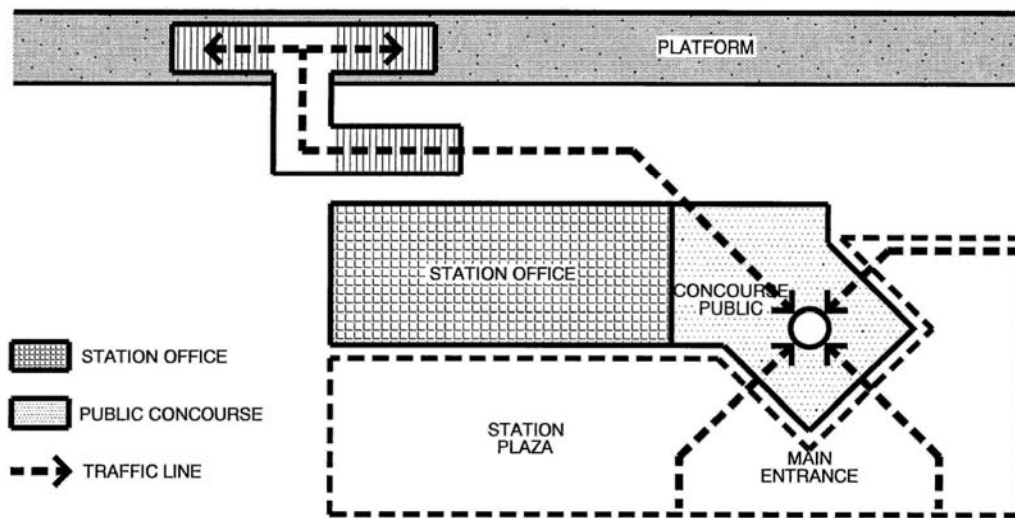 PLATFORM
STATION OFFICE
CONCOURSE
PUBLIC
STATION OFFICE
PUBLIC CONCOURSE
TRAFFIC LINE
STATION
PLAZA
MAIN
ENTRANCE